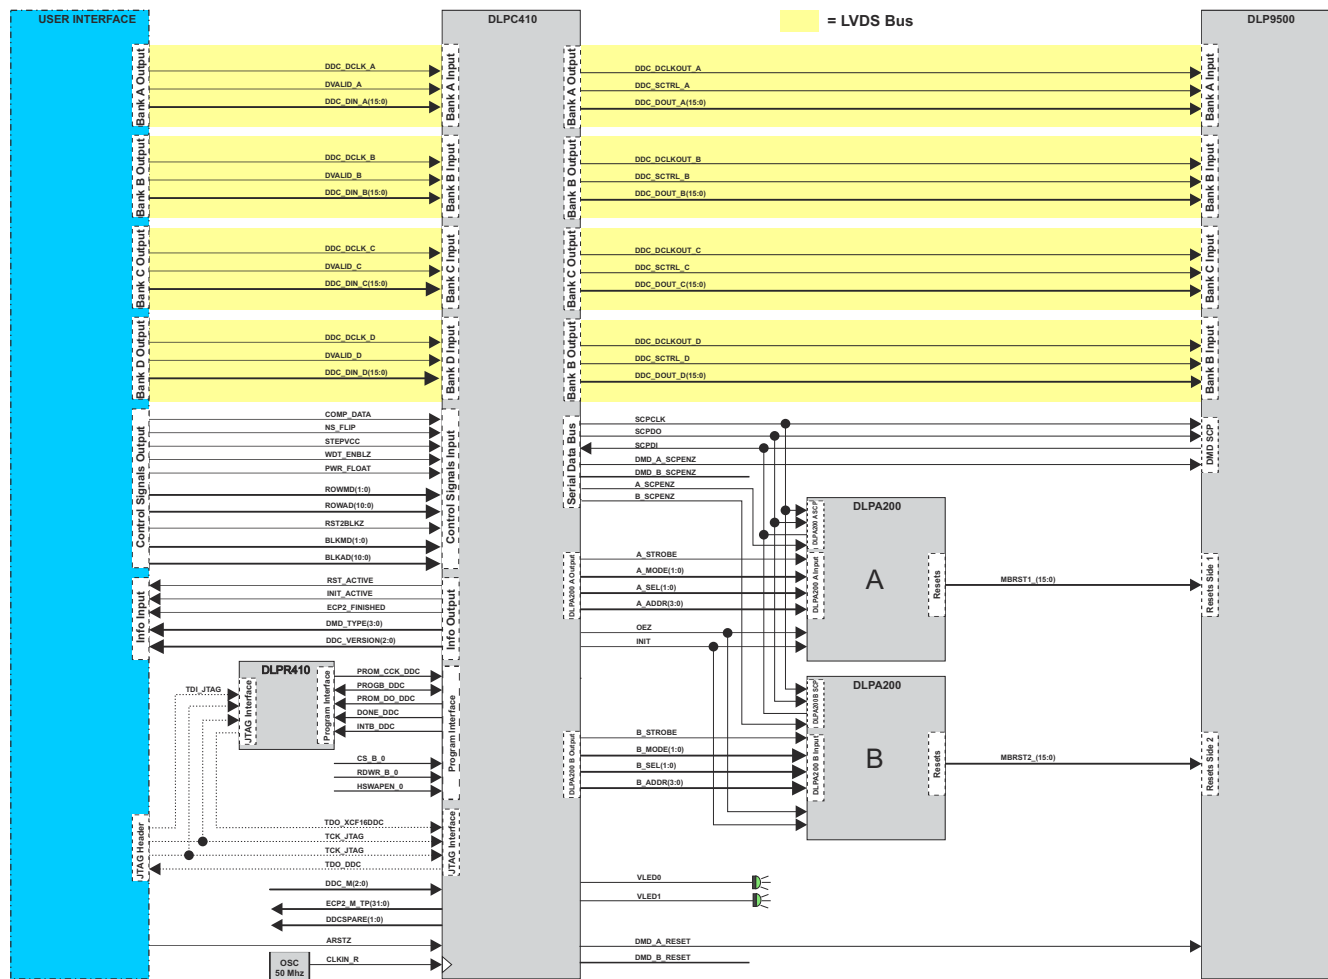 USER INTERFACE
DLPC410
= LVDS Bus
DLP9500
Bank A Output
DDC_DCLK_A
DVALID_A
DDC_DIN_A(15:0)
Bank A Input
Bank A Output
DDC_DCLKOUT_A
DDC_SCTRL_A
DDC_DOUT_A(15:0)
Bank A Input
Bank B Output
DDC_DCLK_B
DVALID_B
DDC_DIN_B(15:0)
Bank B Input
Bank B Output
DDC_DCLKOUT_B
DDC_SCTRL_B
DDC_DOUT_B(15:0)
Bank B Input
Bank C Output
DDC_DCLK_C
DVALID_C
DDC_DIN_C(15:0)
Bank C Input
Bank C Output
DDC_DCLKOUT_C
DDC_SCTRL_C
DDC_DOUT_C(15:0)
Bank C Input
Bank D Output
DDC_DCLK_D
DVALID_D
DDC_DIN_D(15:0)
Bank D Input
Bank B Output
DDC_DCLKOUT_D
DDC_SCTRL_D
DDC_DOUT_D(15:0)
Bank B Input
Control Signals Output
COMP_DATA
NS_FLIP
STEPVCC
WDT_ENBLZ
PWR_FLOAT
ROWMD(1:0)
ROWAD(10:0)
RST2BLKZ
BLKMD(1:0)
BLKAD(10:0)
Control Signals Input
Serial Data Bus
SCPCLK
SCPDO
SCPDI
DMD_A_SCPENZ
DMD_B_SCPENZ
A_SCPENZ
B_SCPENZ
DMD SCP
DLPA200
DLPA200 A SCP
DLPA200 A Output
A_STROBE
A_MODE(1:0)
A_SEL(1:0)
A_ADDR(3:0)
OEZ
INIT
DLPA200 A Input
A
Resets
MBRST1_(15:0)
Resets Side 1
Info Input
RST_ACTIVE
INIT_ACTIVE
ECP2_FINISHED
DMD_TYPE(3:0)
DDC_VERSION(2:0)
Info Output
DLPR410
TDI_JTAG
JTAG Interface
Program Interface
PROM_CCK_DDC
PROGB_DDC
PROM_DO_DDC
DONE_DDC
INTB_DDC
CS_B_0
RDWR_B_0
HSWAPEN_0
Program Interface
DLPA200
DLPA200B SCP
DLPA200 B Output
B_STROBE
B_MODE(1:0)
B_SEL(1:0)
B_ADDR(3:0)
DLPA200 B Input
B
Resets
MBRST2_(15:0)
Resets Side 2
JTAG Header
TDO_XCF16DDC
TCK_JTAG
TCK_JTAG
TDO_DDC
JTAG Interface
DDC_M(2:0)
ECP2_M_TP(31:0)
DDCSPARE(1:0)
ARSTZ
OSC
50 Mhz
CLKIN_R
VLED0
VLED1
DMD_A_RESET
DMD_B_RESET